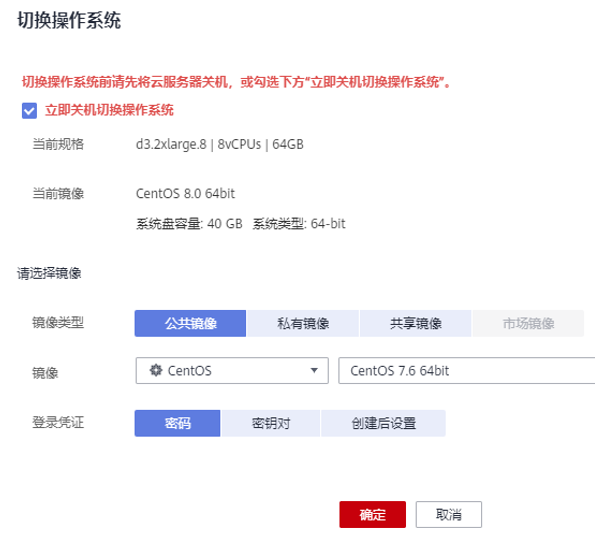 切换操作系统
切换操作系统前请先将云服务器关机，或勾选下方“立即关机切换操作系统”。
立即关机切换操作系统
当前规格 d3.2xlarge.8 | 8vCPUs | 64GB
当前镜像 CentOS 8.0 64bit
系统盘容量: 40 GB 系统类型: 64-bit
请选择镜像
镜像类型 公共镜像 私有镜像 共享镜像 市场镜像
镜像 CentOS CentOS 7.6 64bit
登录凭证 密码 密钥对 创建后设置
确定 取消